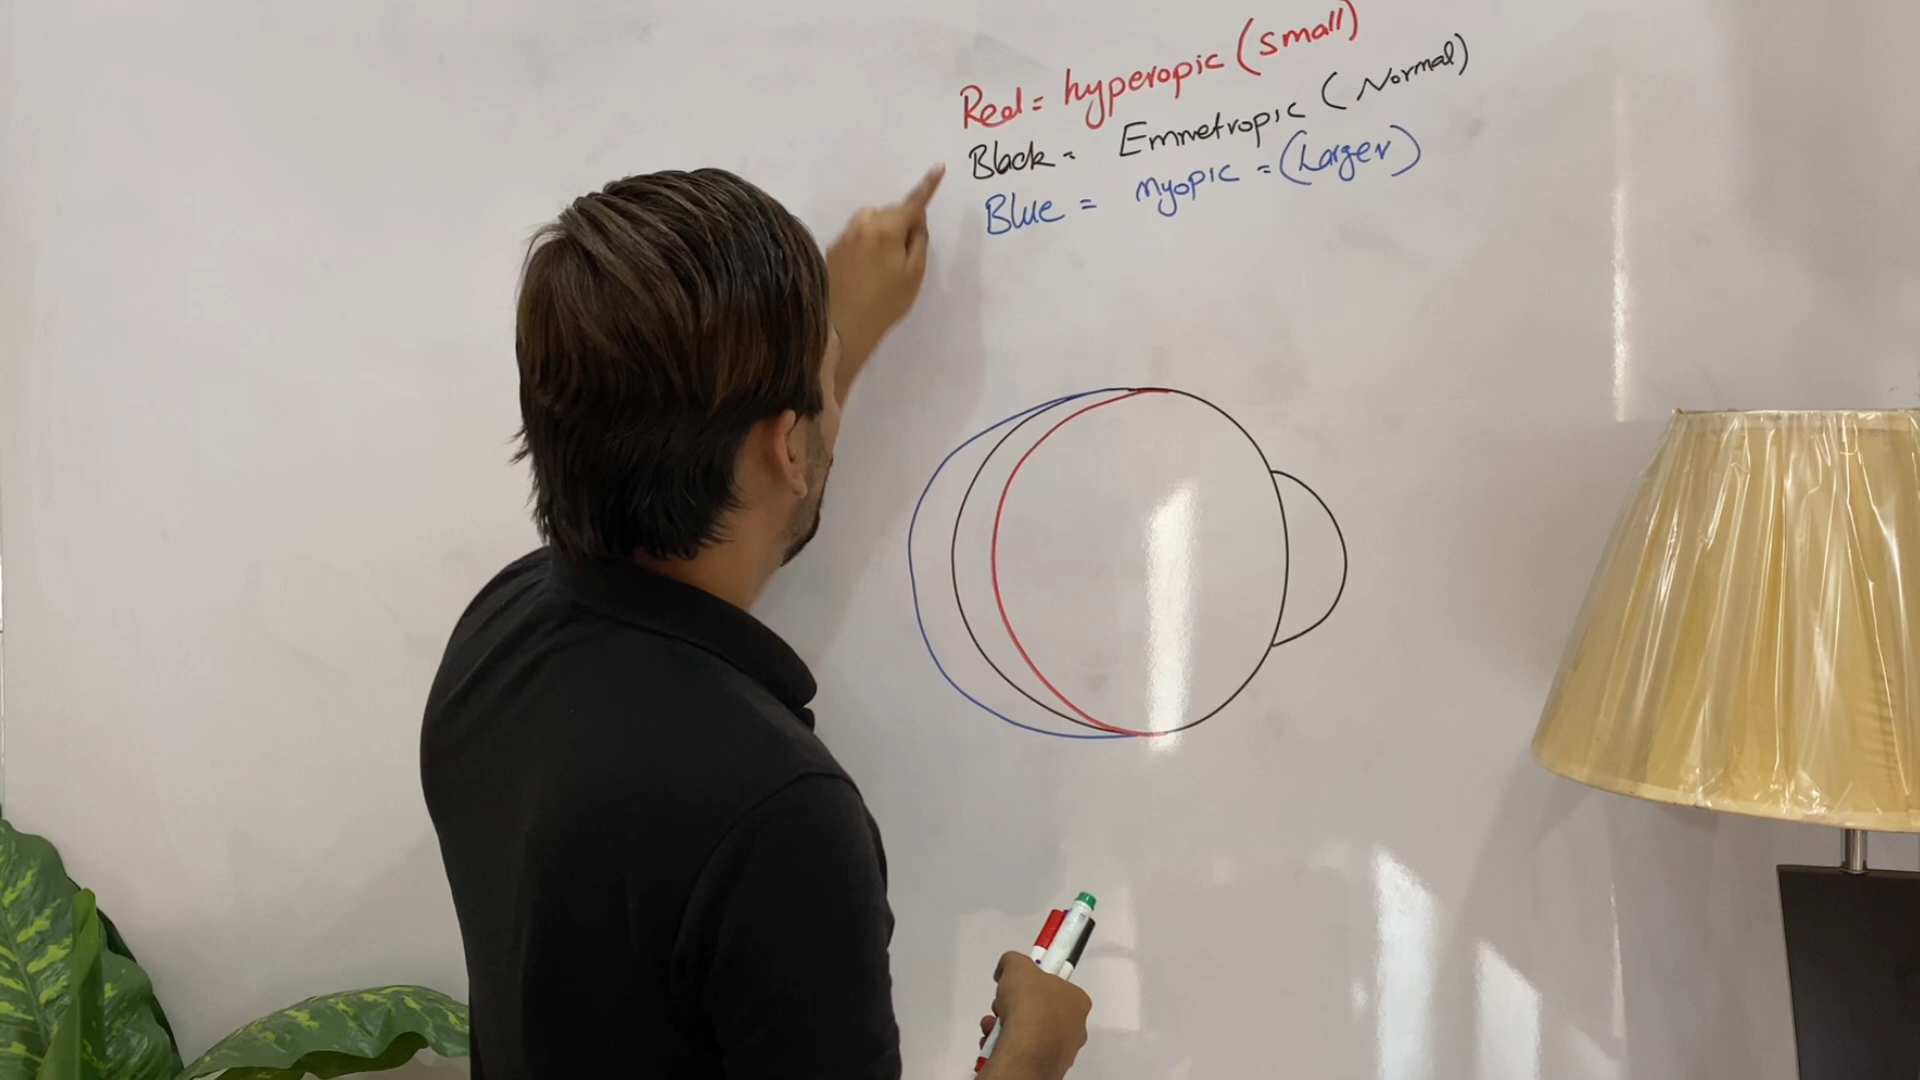 Red = hyperopic (small)
Black = Emmetropic (Normal)
Blue = myopic = (Larger)